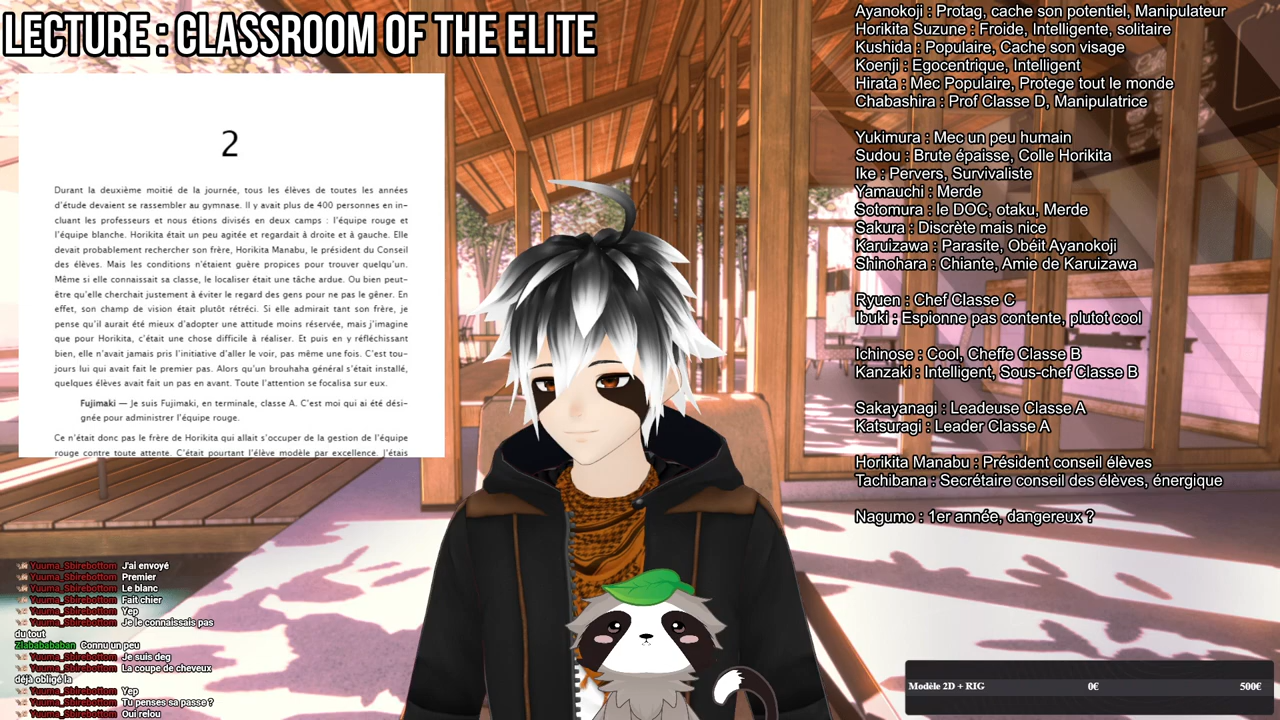 LECTURE : CLASSROOM OF THE ELITE
2
Durant la deuxième moitié de la journée, tous les élèves de toutes les années
d'étude devaient se rassembler au gymnase. Il y avait plus de 400 personnes en in-
cluant les professeurs et nous étions divisés en deux camps : l'équipe rouge et
l'équipe blanche. Horikita était un peu agitée et regardait à droite et à gauche. Elle
devait probablement rechercher son frère, Horikita Manabu, le président du Conseil
des élèves. Mais les conditions n'étaient guère propices pour trouver quelqu'un.
Même si elle connaissait sa classe, le localiser était une tâche ardue. Ou bien peut-
être qu'elle cherchait justement à éviter le regard des gens pour ne pas le gêner. En
effet, son champ de vision était plutôt rétréci. Si elle admirait tant son frère, je
pense qu'il aurait été mieux d'adopter une attitude moins réservée, mais j'imagine
que pour Horikita, c'était une chose difficile à réaliser. Et puis en y réfléchissant
bien, elle n'avait jamais pris l'initiative d'aller le voir, pas même une fois. C'est tou-
jours lui qui avait fait le premier pas. Alors qu'un brouhaha général s'était installé,
quelques élèves avait fait un pas en avant. Toute l'attention se focalisa sur eux.
Fujimaki — Je suis Fujimaki, en terminale, classe A. C'est moi qui ai été dési-
gnée pour administrer l'équipe rouge.
Ce n'était donc pas le frère de Horikita qui allait s'occuper de la gestion de l'équipe
rouge contre toute attente. C'était pourtant l'élève modèle par excellence. J'étais
Ayanokoji : Protag, cache son potentiel, Manipulateur
Horikita Suzune : Froide, Intelligente, solitaire
Kushida : Populaire, Cache son visage
Koenji : Egocentrique, Intelligent
Hirata : Mec Populaire, Protege tout le monde
Chabashira : Prof Classe D, Manipulatrice
Yukimura : Mec un peu humain
Sudou : Brute épaisse, Colle Horikita
Ike : Pervers, Survivaliste
Yamauchi : Merde
Sotomura : le DOC, otaku, Merde
Sakura : Discrète mais nice
Karuizawa : Parasite, Obéit Ayanokoji
Shinohara : Chiante, Amie de Karuizawa
Ryuen : Chef Classe C
Ibuki : Espionne pas contente, plutot cool
Ichinose : Cool, Cheffe Classe B
Kanzaki : Intelligent, Sous-chef Classe B
Sakayanagi : Leadeuse Classe A
Katsuragi : Leader Classe A
Horikita Manabu : Président conseil élèves
Tachibana : Secrétaire conseil des élèves, énergique
Nagumo : 1er année, dangereux ?
Yuuma_Sbirebottom J'ai envoyé
Yuuma_Sbirebottom Premier
Yuuma_Sbirebottom Le blanc
Yuuma_Sbirebottom Fait chier
Yuuma_Sbirebottom Yep
Yuuma_Sbirebottom Je le connaissais pas
du tout
Ziababababan Connu un peu
Yuuma_Sbirebottom Je suis deg
Yuuma_Sbirebottom La coupe de cheveux
déjà obligé la
Yuuma_Sbirebottom Yep
Yuuma_Sbirebottom Tu penses sa passe ?
Yuuma_Sbirebottom Oui relou
Modèle 2D + RIG 0€ 500€